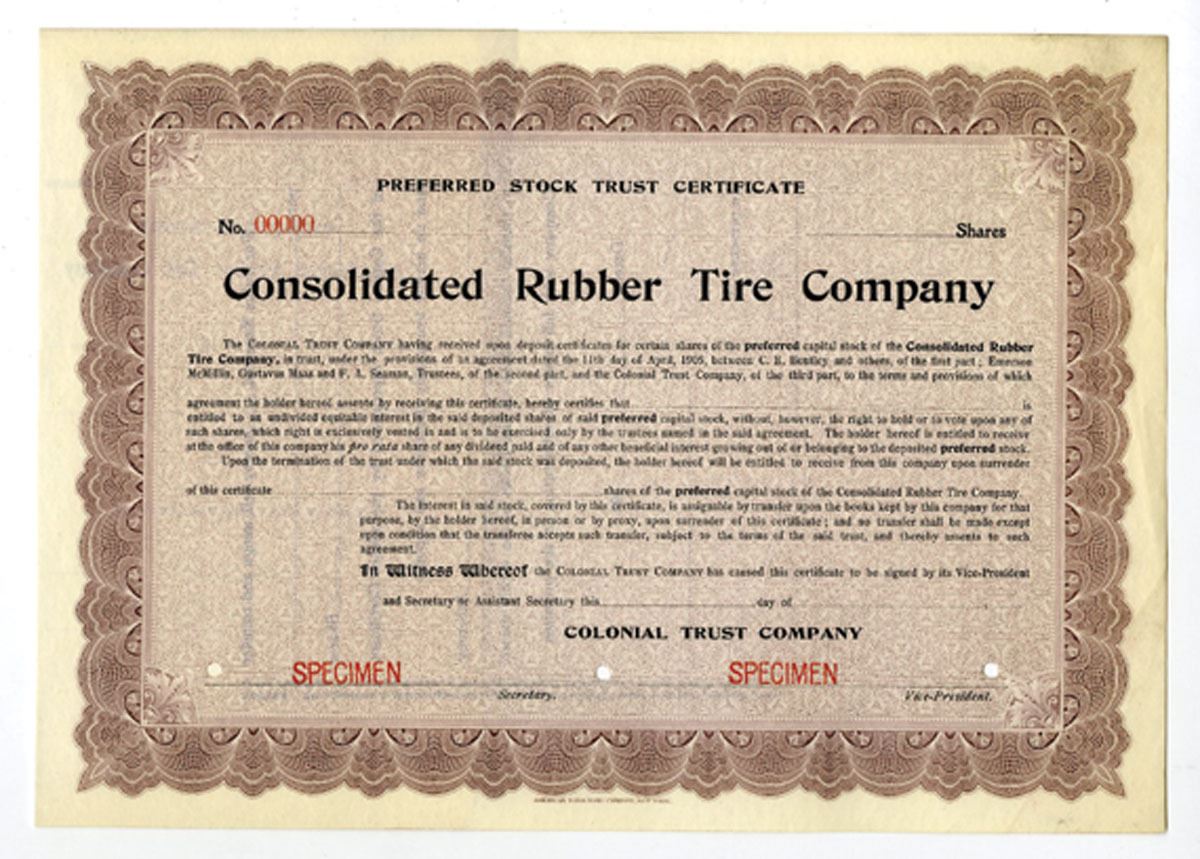 PREFERRED STOCK TRUST CERTIFICATE
No. 00000 Shares
Consolidated Rubber Tire Company
The COLONIAL TRUST COMPANY having received upon deposit certificates for certain shares of the preferred capital stock of the Consolidated Rubber
Tire Company, in trust, under the provisions of an agreement dated the 11th day of April, 1905, between C. E. and others, of the first part; Emerson
McMillin, Gustavus Maas and F. A. Seaman, Trustees, of the second part, and the Colonial Trust Company, of the third part, to the terms and provisions of which
agreement the holder hereof assents by receiving this certificate, hereby certifies that is
entitled to an undivided equitable interest in the said deposited shares of said preferred capital stock, without, however, the right to hold or to vote upon any of
such shares, which right is exclusively vested in and is to be exercised only by the trustees named in the said agreement. The holder hereof is entitled to receive
at the office of this company his pro rata share of any dividend paid and of any other beneficial interest growing out of or belonging to the deposited preferred stock.
Upon the termination of the trust under which the said stock was deposited, the holder hereof will be entitled to receive from this company upon surrender
of this certificate shares of the preferred capital stock of the Consolidated Rubber Tire Company.
The interest in said stock, covered by this certificate, is assignable by transfer upon the books kept by this company for that
purpose, by the holder hereof, in person or by proxy, upon surrender of this certificate; and no transfer shall be made except
upon condition that the transferee accepts such transfer, subject to the terms of the said trust, and thereby assents to such
agreement.
In Witness Whereof the COLONIAL TRUST COMPANY has caused this certificate to be signed by its Vice-President
and Secretary or Assistant Secretary this day of
COLONIAL TRUST COMPANY
SPECIMEN SPECIMEN
Secretary. Vice-President.
AMERICAN BANK NOTE COMPANY, NEW YORK.